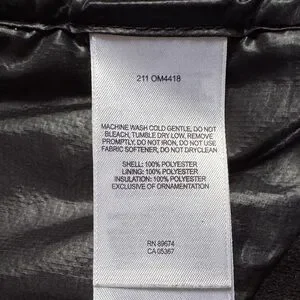 211 OM4418
MACHINE WASH COLD GENTLE, DO NOT
BLEACH, TUMBLE DRY LOW, REMOVE
PROMPTLY, DO NOT IRON, DO NOT USE
FABRIC SOFTENER, DO NOT DRYCLEAN
SHELL: 100% POLYESTER
LINING: 100% POLYESTER
INSULATION: 100% POLYESTER
EXCLUSIVE OF ORNAMENTATION
RN 89674
CA 05367